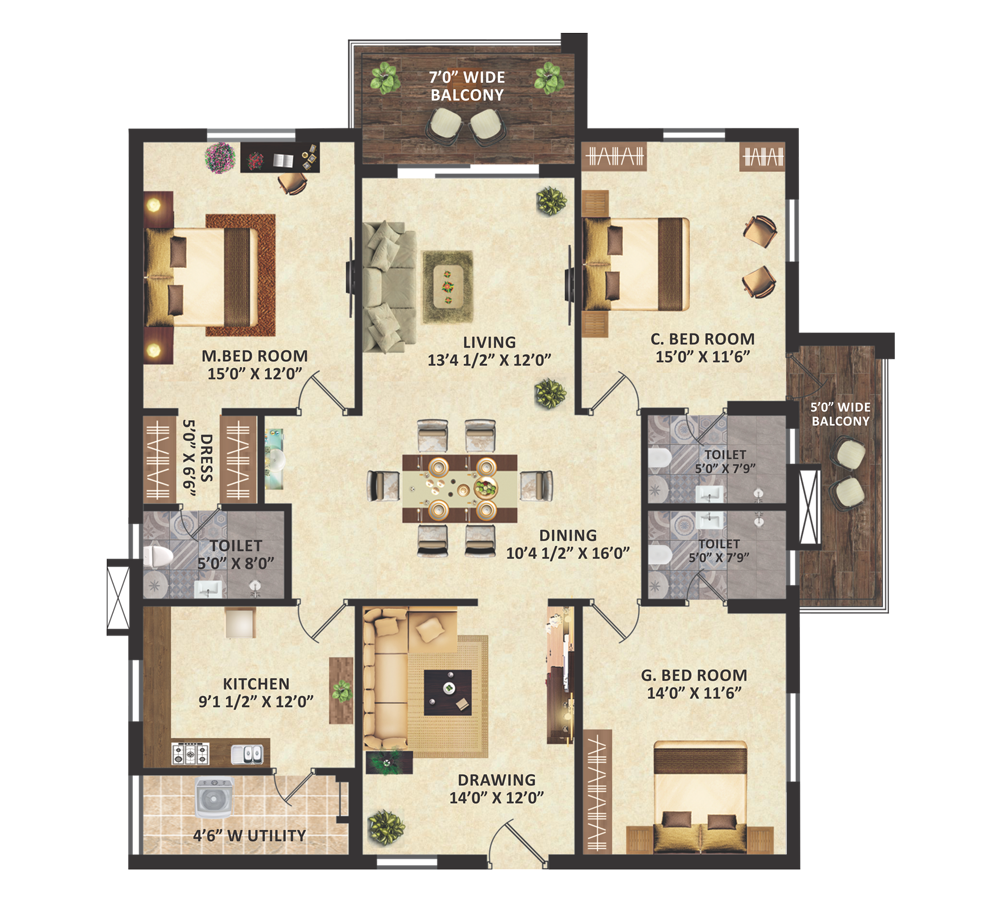 7’0” WIDE
BALCONY
M.BED ROOM
15’0” X 12’0”
LIVING
13’4 1/2” X 12’0”
C. BED ROOM
15’0” X 11’6”
5’0” WIDE
BALCONY
DRESS
5’0” X 6’6”
TOILET
5’0” X 7’9”
DINING
10’4 1/2” X 16’0”
TOILET
5’0” X 8’0”
TOILET
5’0” X 7’9”
KITCHEN
9’1 1/2” X 12’0”
G. BED ROOM
14’0” X 11’6”
DRAWING
14’0” X 12’0”
4’6” W UTILITY